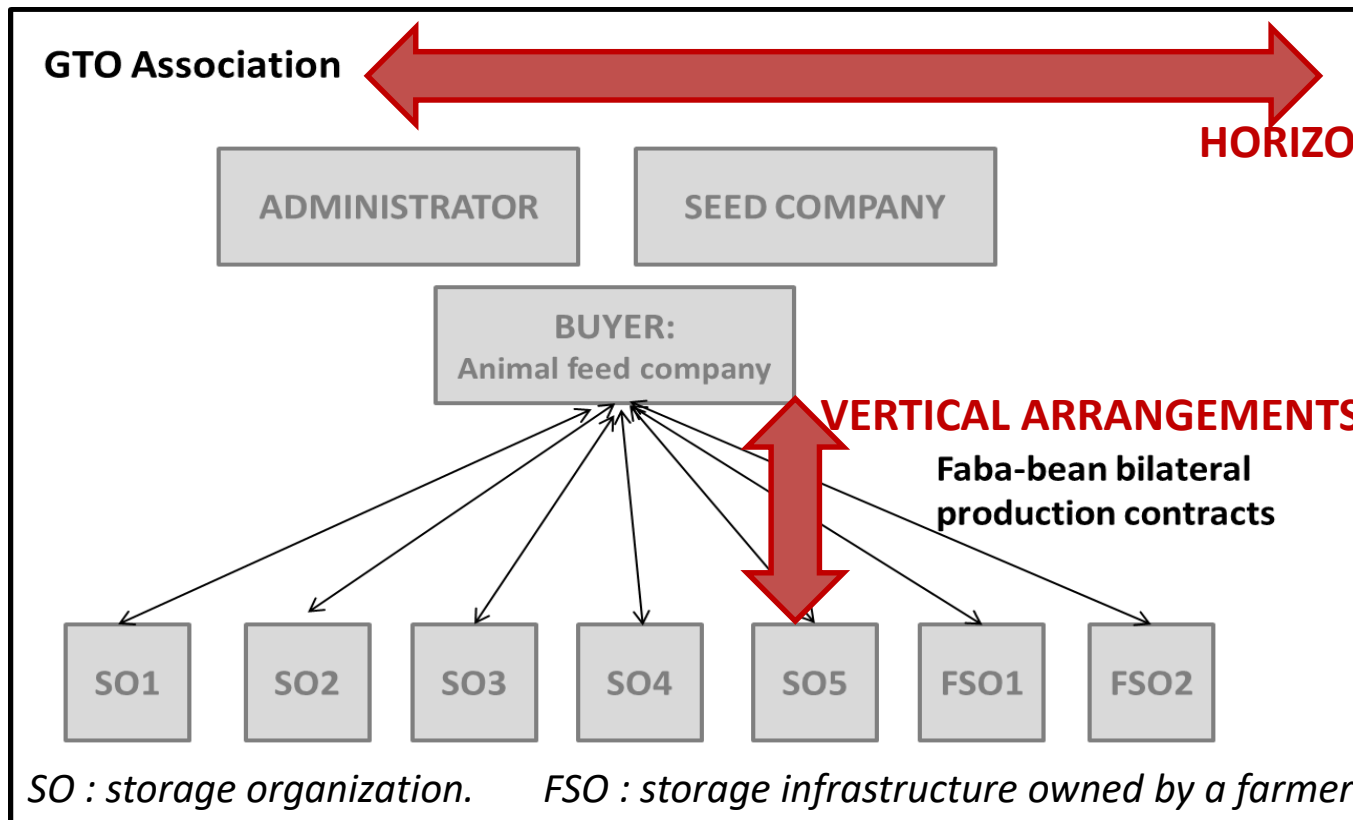 GTO Association
HORIZO
ADMINISTRATOR
SEED COMPANY
BUYER:
Animal feed company
VERTICAL ARRANGEMENTS
Faba-bean bilateral
production contracts
SO1 SO2 SO3 SO4 SO5 FSO1 FSO2
SO : storage organization. FSO : storage infrastructure owned by a farmer